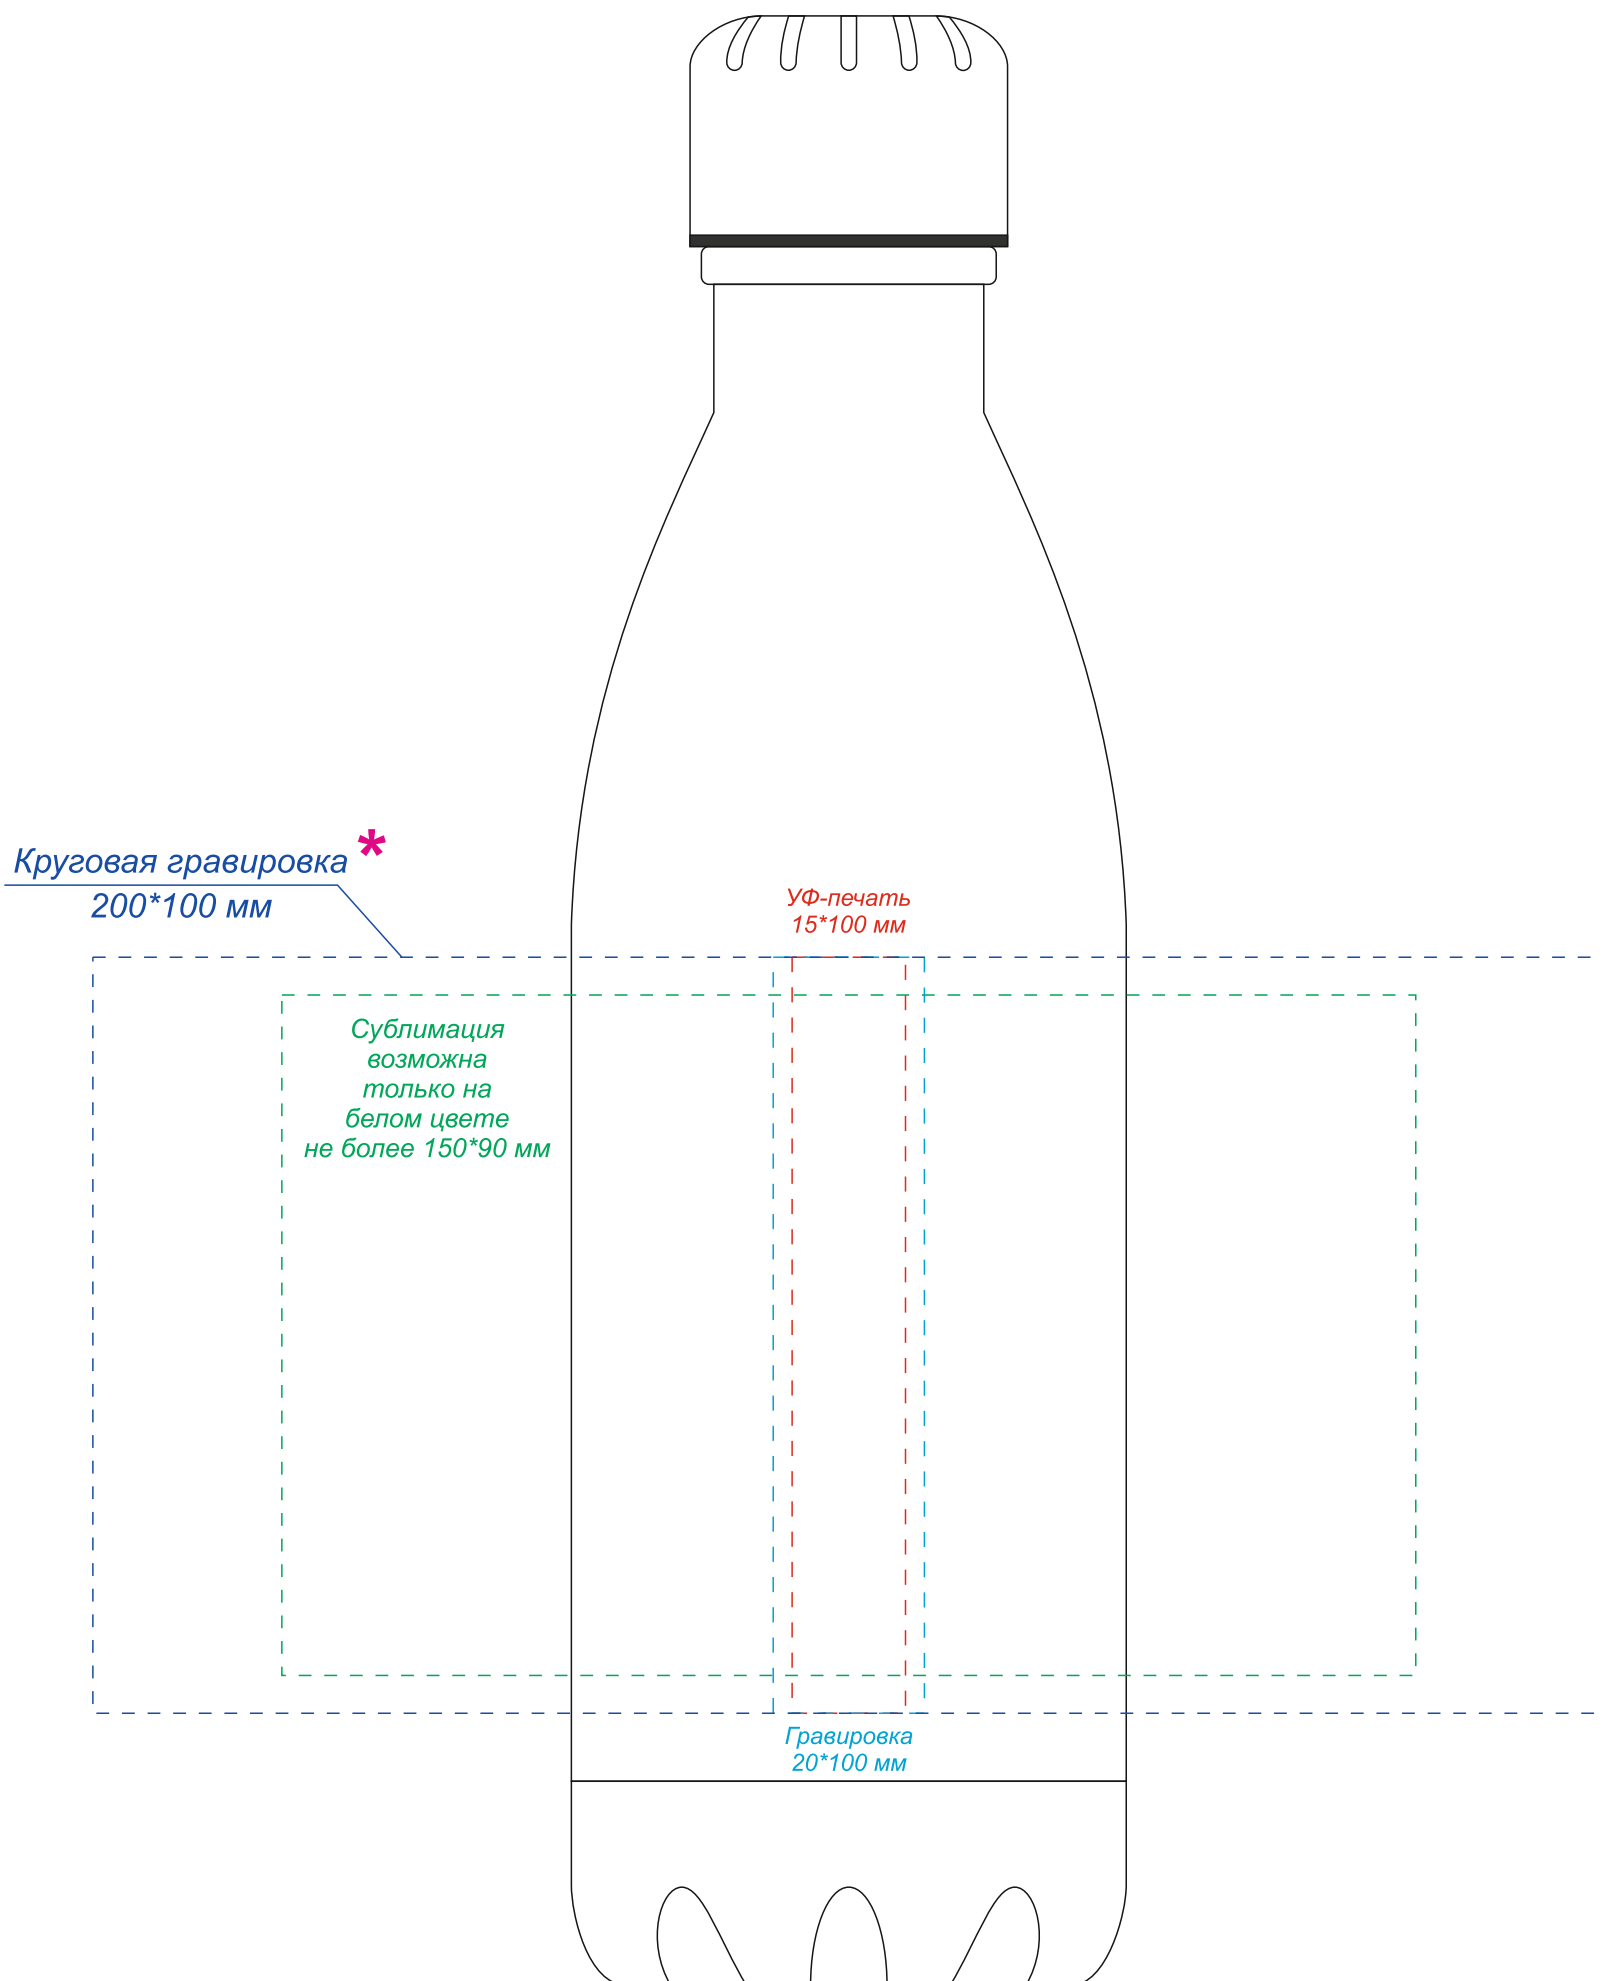 Круговая гравировка *
200*100 мм
УФ-печать
15*100 мм
Сублимация
возможна
только на
белом цвете
не более 150*90 мм
Гравировка
20*100 мм